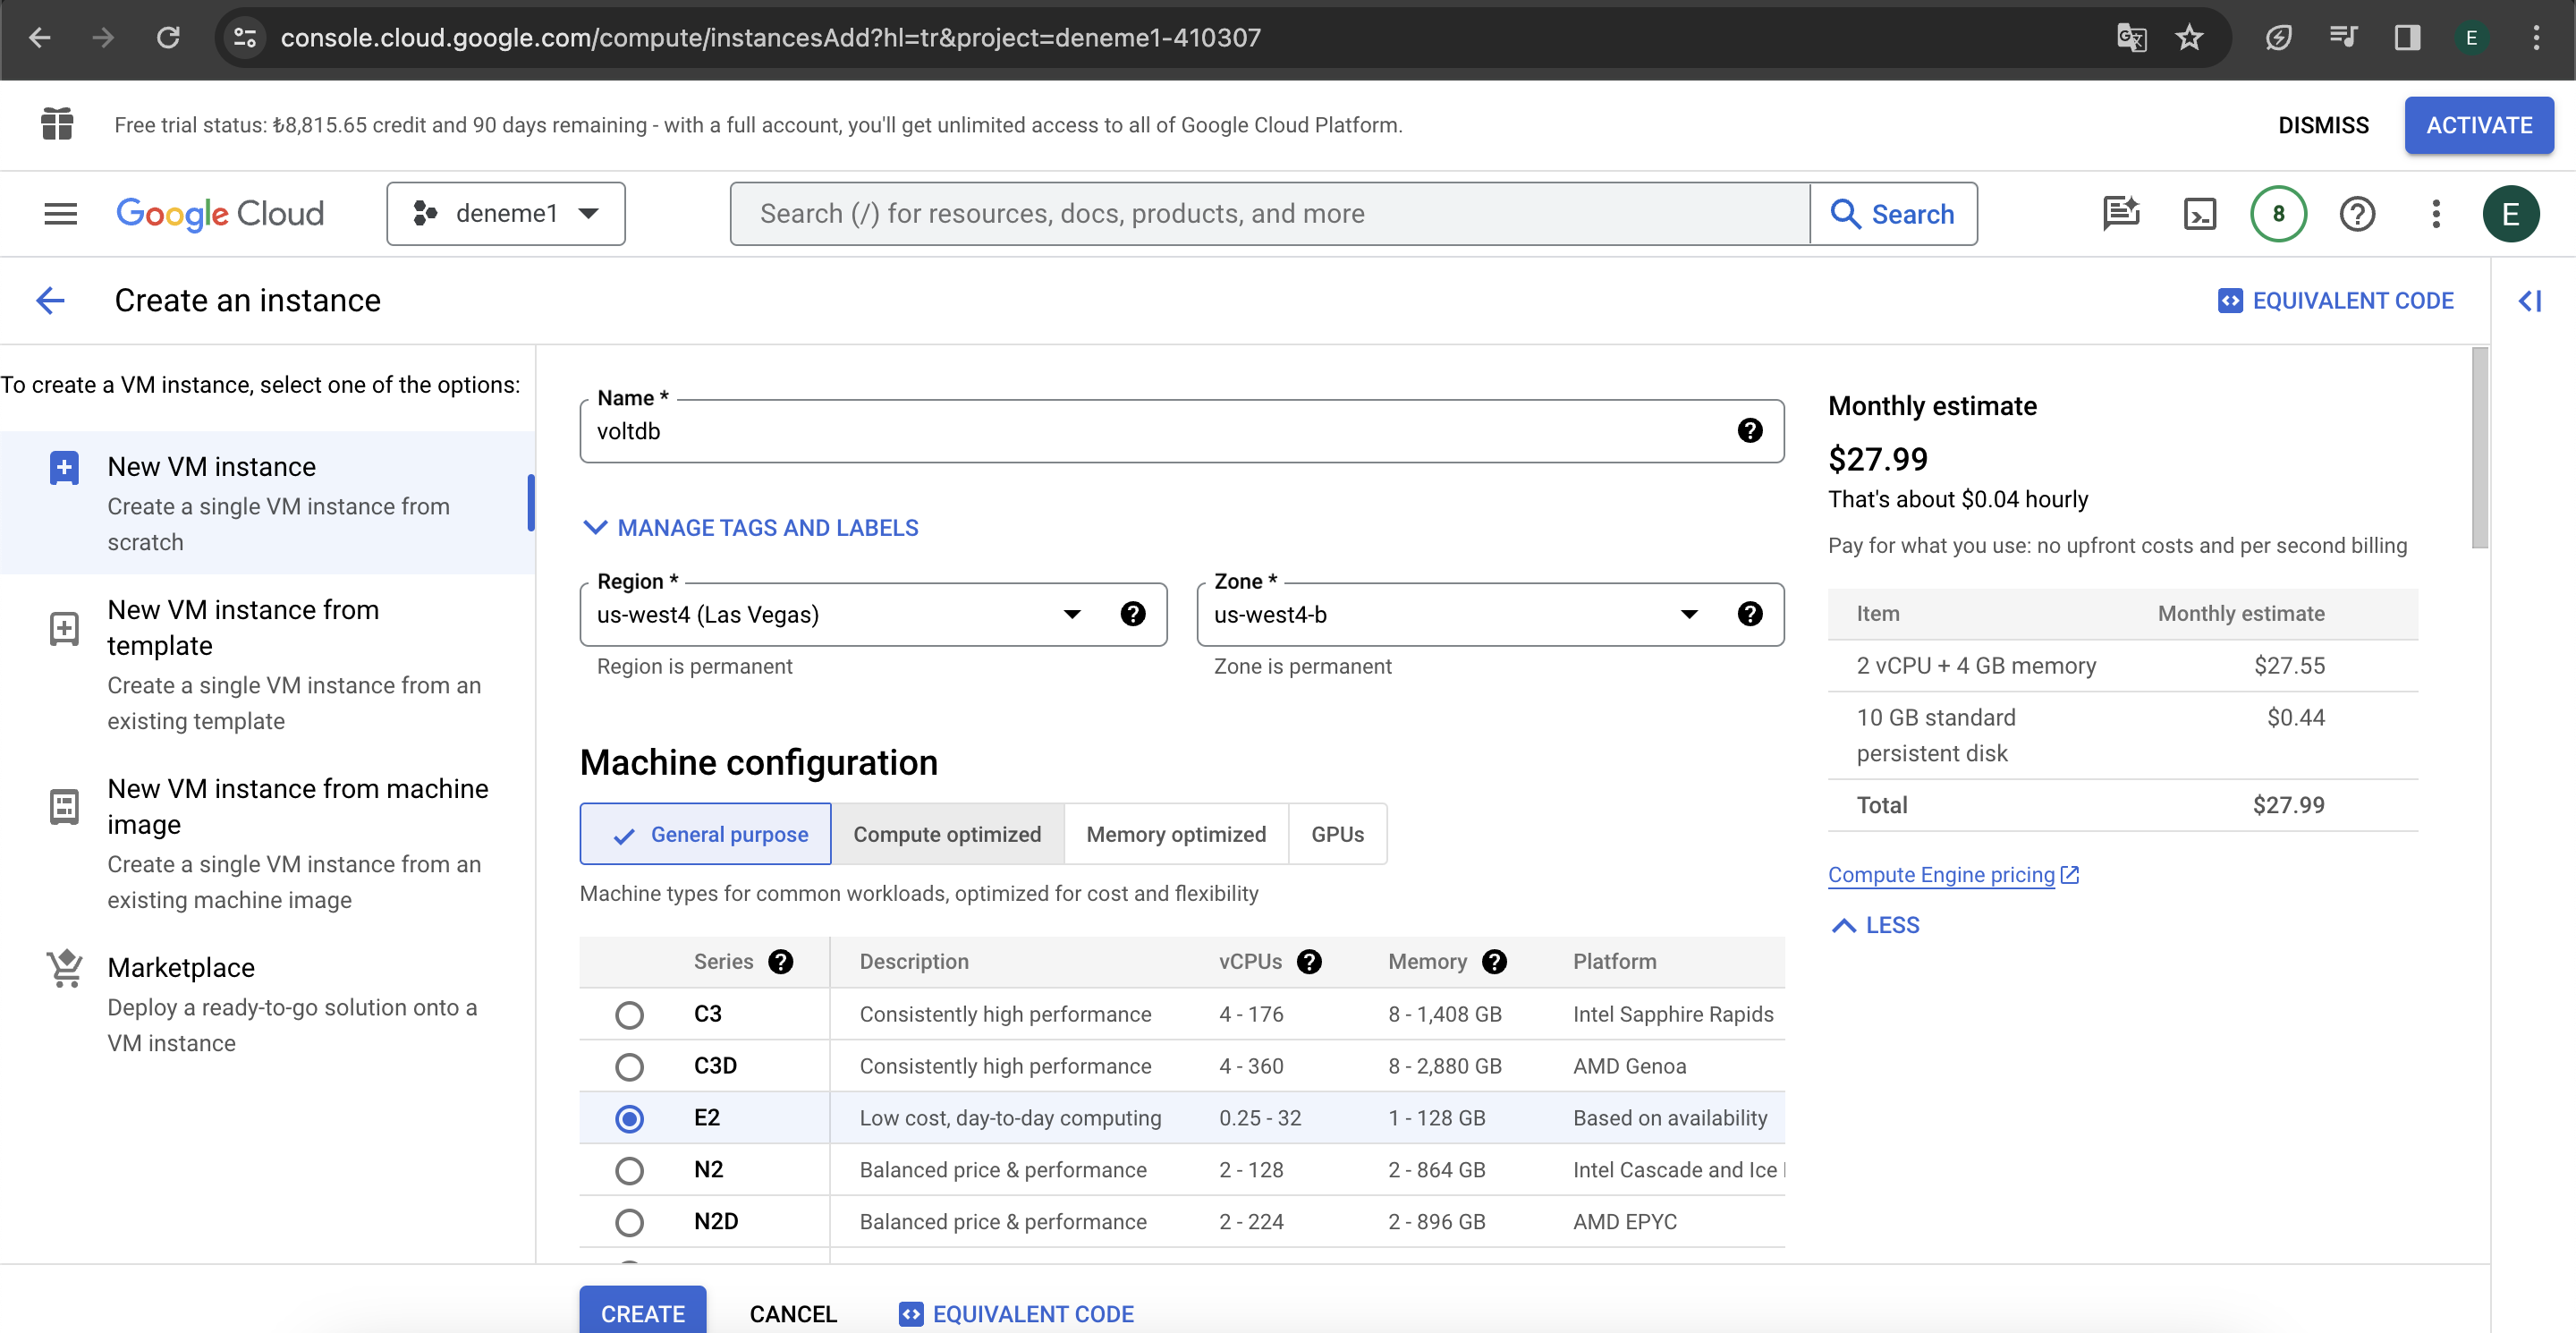 console.cloud.google.com/compute/instancesAdd?hl=tr&project=deneme1-410307
E
Free trial status: ₺8,815.65 credit and 90 days remaining - with a full account, you'll get unlimited access to all of Google Cloud Platform.
DISMISS
ACTIVATE
Google Cloud
deneme1
Search (/) for resources, docs, products, and more
Search
8
E
Create an instance
EQUIVALENT CODE
To create a VM instance, select one of the options:
New VM instance
Create a single VM instance from
scratch
New VM instance from
template
Create a single VM instance from an
existing template
New VM instance from machine
image
Create a single VM instance from an
existing machine image
Marketplace
Deploy a ready-to-go solution onto a
VM instance
Name *
voltdb
MANAGE TAGS AND LABELS
Region *
us-west4 (Las Vegas)
Region is permanent
Zone *
us-west4-b
Zone is permanent
Machine configuration
General purpose
Compute optimized
Memory optimized
GPUs
Machine types for common workloads, optimized for cost and flexibility
Series Description vCPUs Memory Platform
C3 Consistently high performance 4 - 176 8 - 1,408 GB Intel Sapphire Rapids
C3D Consistently high performance 4 - 360 8 - 2,880 GB AMD Genoa
E2 Low cost, day-to-day computing 0.25 - 32 1 - 128 GB Based on availability
N2 Balanced price & performance 2 - 128 2 - 864 GB Intel Cascade and Ice
N2D Balanced price & performance 2 - 224 2 - 896 GB AMD EPYC
CREATE
CANCEL
EQUIVALENT CODE
Monthly estimate
$27.99
That's about $0.04 hourly
Pay for what you use: no upfront costs and per second billing
Item Monthly estimate
2 vCPU + 4 GB memory $27.55
10 GB standard $0.44
persistent disk
Total $27.99
Compute Engine pricing
LESS